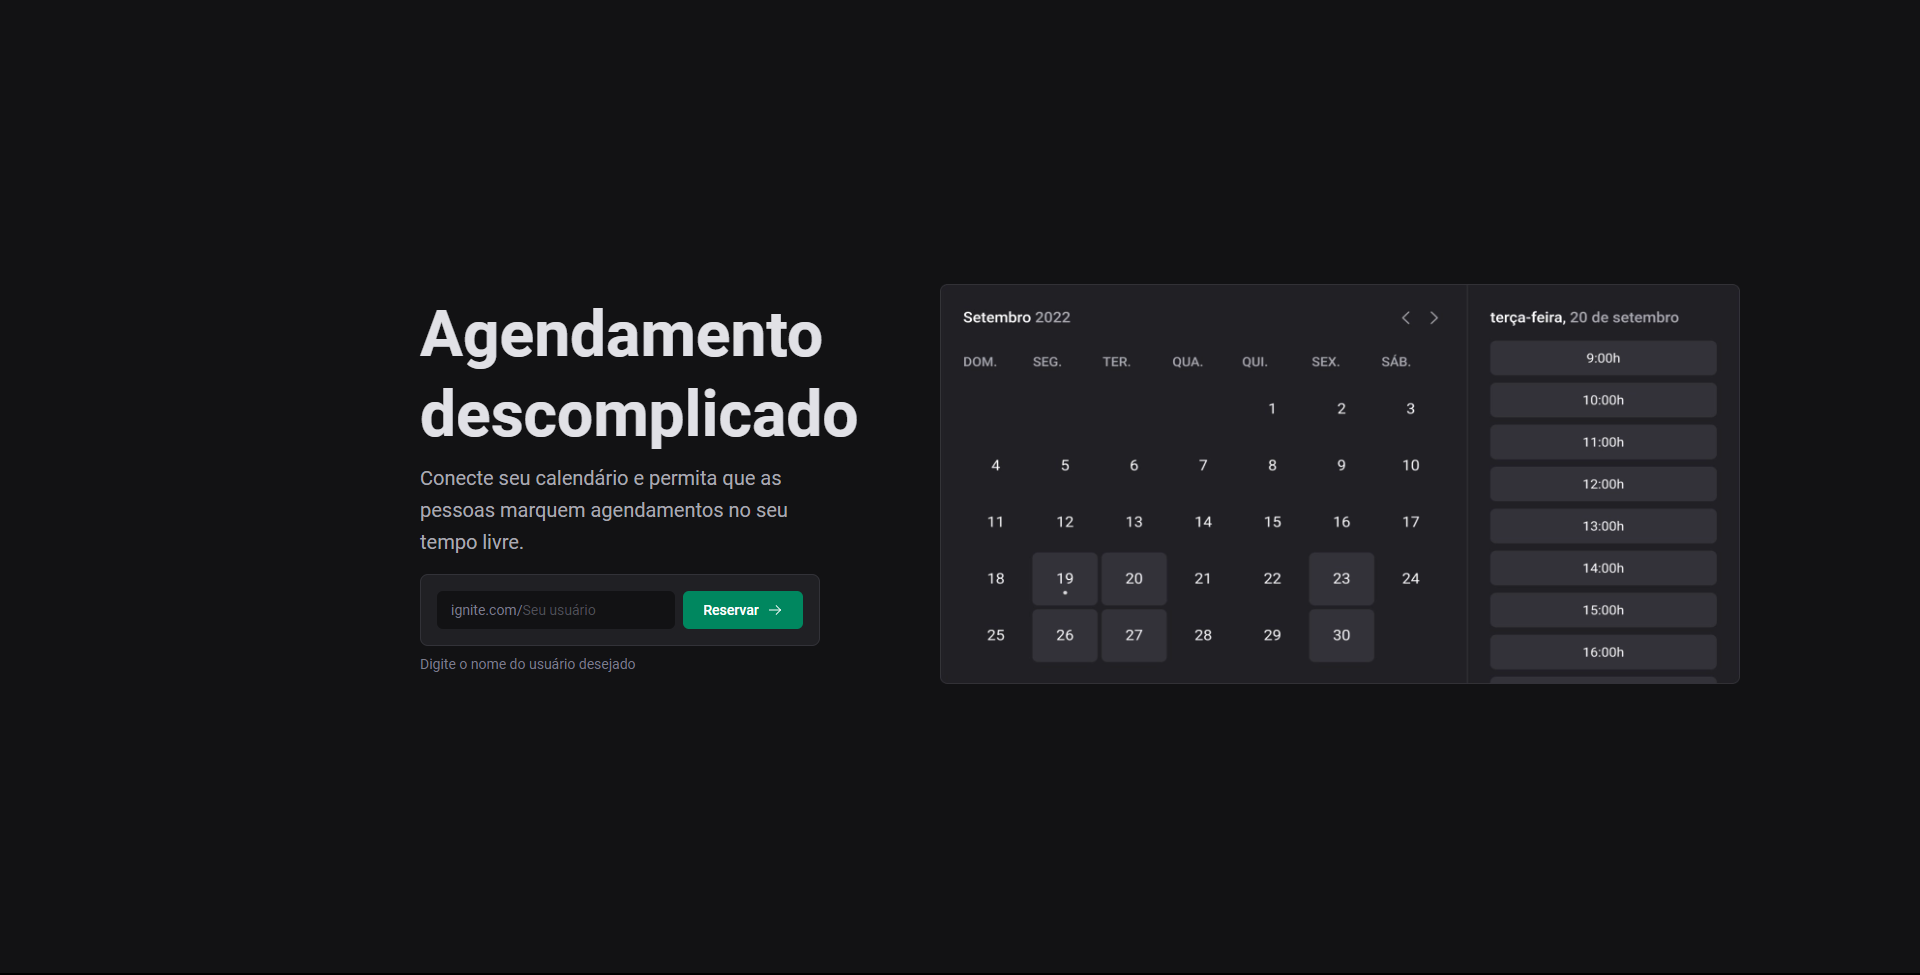 Agendamento
descomplicado
Conecte seu calendário e permita que as
pessoas marquem agendamentos no seu
tempo livre.
ignite.com/Seu usuário
Reservar
Digite o nome do usuário desejado
Setembro 2022
DOM. SEG. TER. QUA. QUI. SEX. SÁB.
1 2 3
4 5 6 7 8 9 10
11 12 13 14 15 16 17
18 19 20 21 22 23 24
25 26 27 28 29 30
terça-feira, 20 de setembro
9:00h
10:00h
11:00h
12:00h
13:00h
14:00h
15:00h
16:00h